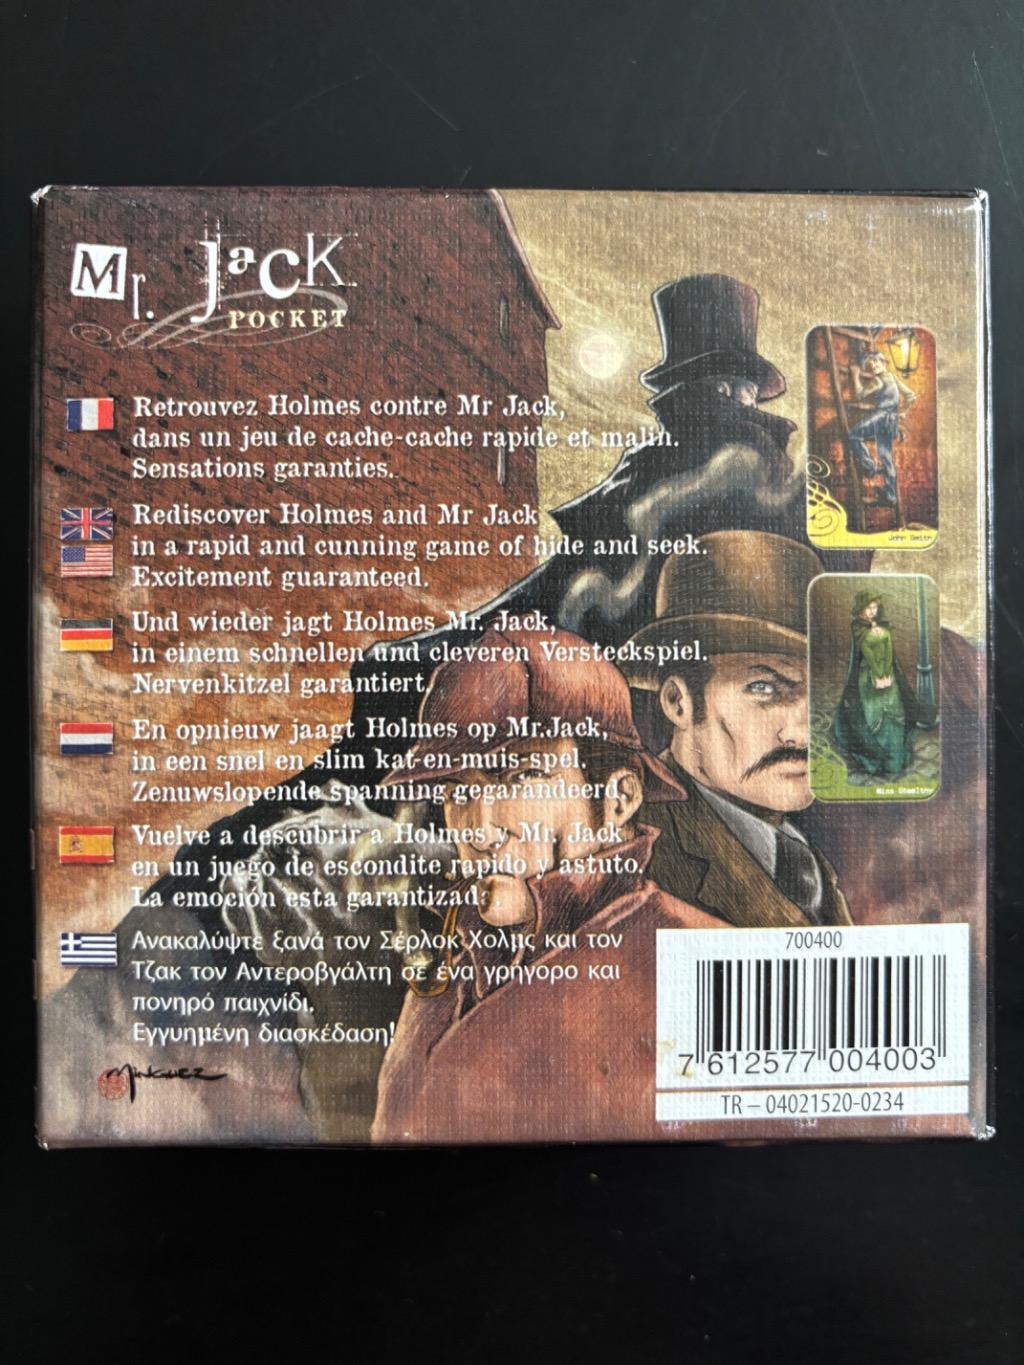 Mr. Jack
POCKET
Retrouvez Holmes contre Mr Jack,
dans un jeu de cache-cache rapide et malin.
Sensations garanties.
Rediscover Holmes and Mr Jack
in a rapid and cunning game of hide and seek.
Excitement guaranteed.
Und wieder jagt Holmes Mr. Jack,
in einem schnellen und cleveren Versteckspiel.
Nervenkitzel garantiert.
En opnieuw jaagt Holmes op Mr.Jack,
in een snel en slim kat-en-muis-spel.
Zenuwslopende spanning gegarandeerd.
Vuelve a descubrir a Holmes y Mr. Jack
en un juego de escondite rapido y astuto.
La emoción esta garantizada.
Ανακαλύψτε ξανά τον Σέρλοκ Χολμς και τον
Τζακ τον Αντεροβγάλτη σε ένα γρήγορο και
πονηρό παιχνίδι.
Εγγυημένη διασκέδαση!
MINGUEZ
John Smith
Miss Stealthy
700400
7 612577 004003
TR – 04021520-0234